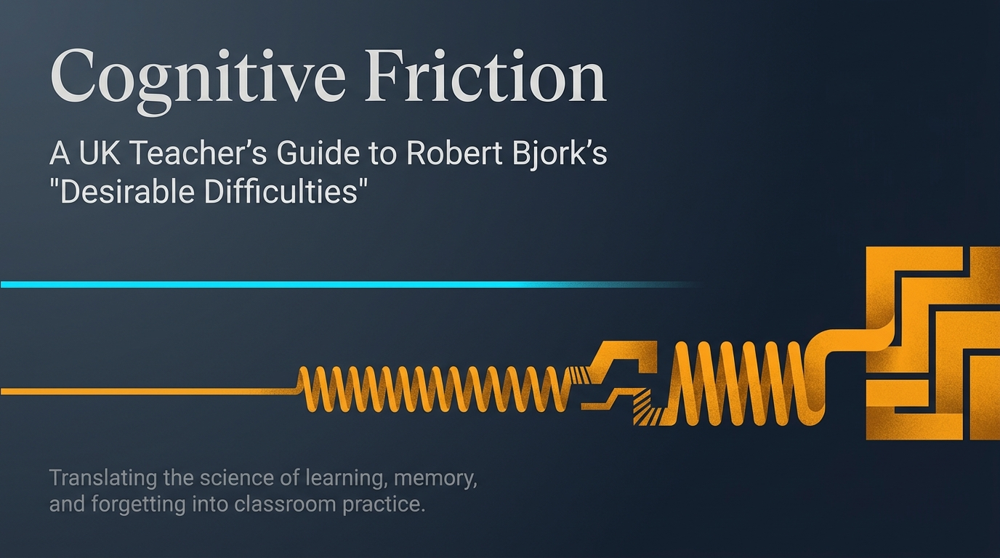 Cognitive Friction
A UK Teacher’s Guide to Robert Bjork’s
"Desirable Difficulties"
Translating the science of learning, memory,
and forgetting into classroom practice.